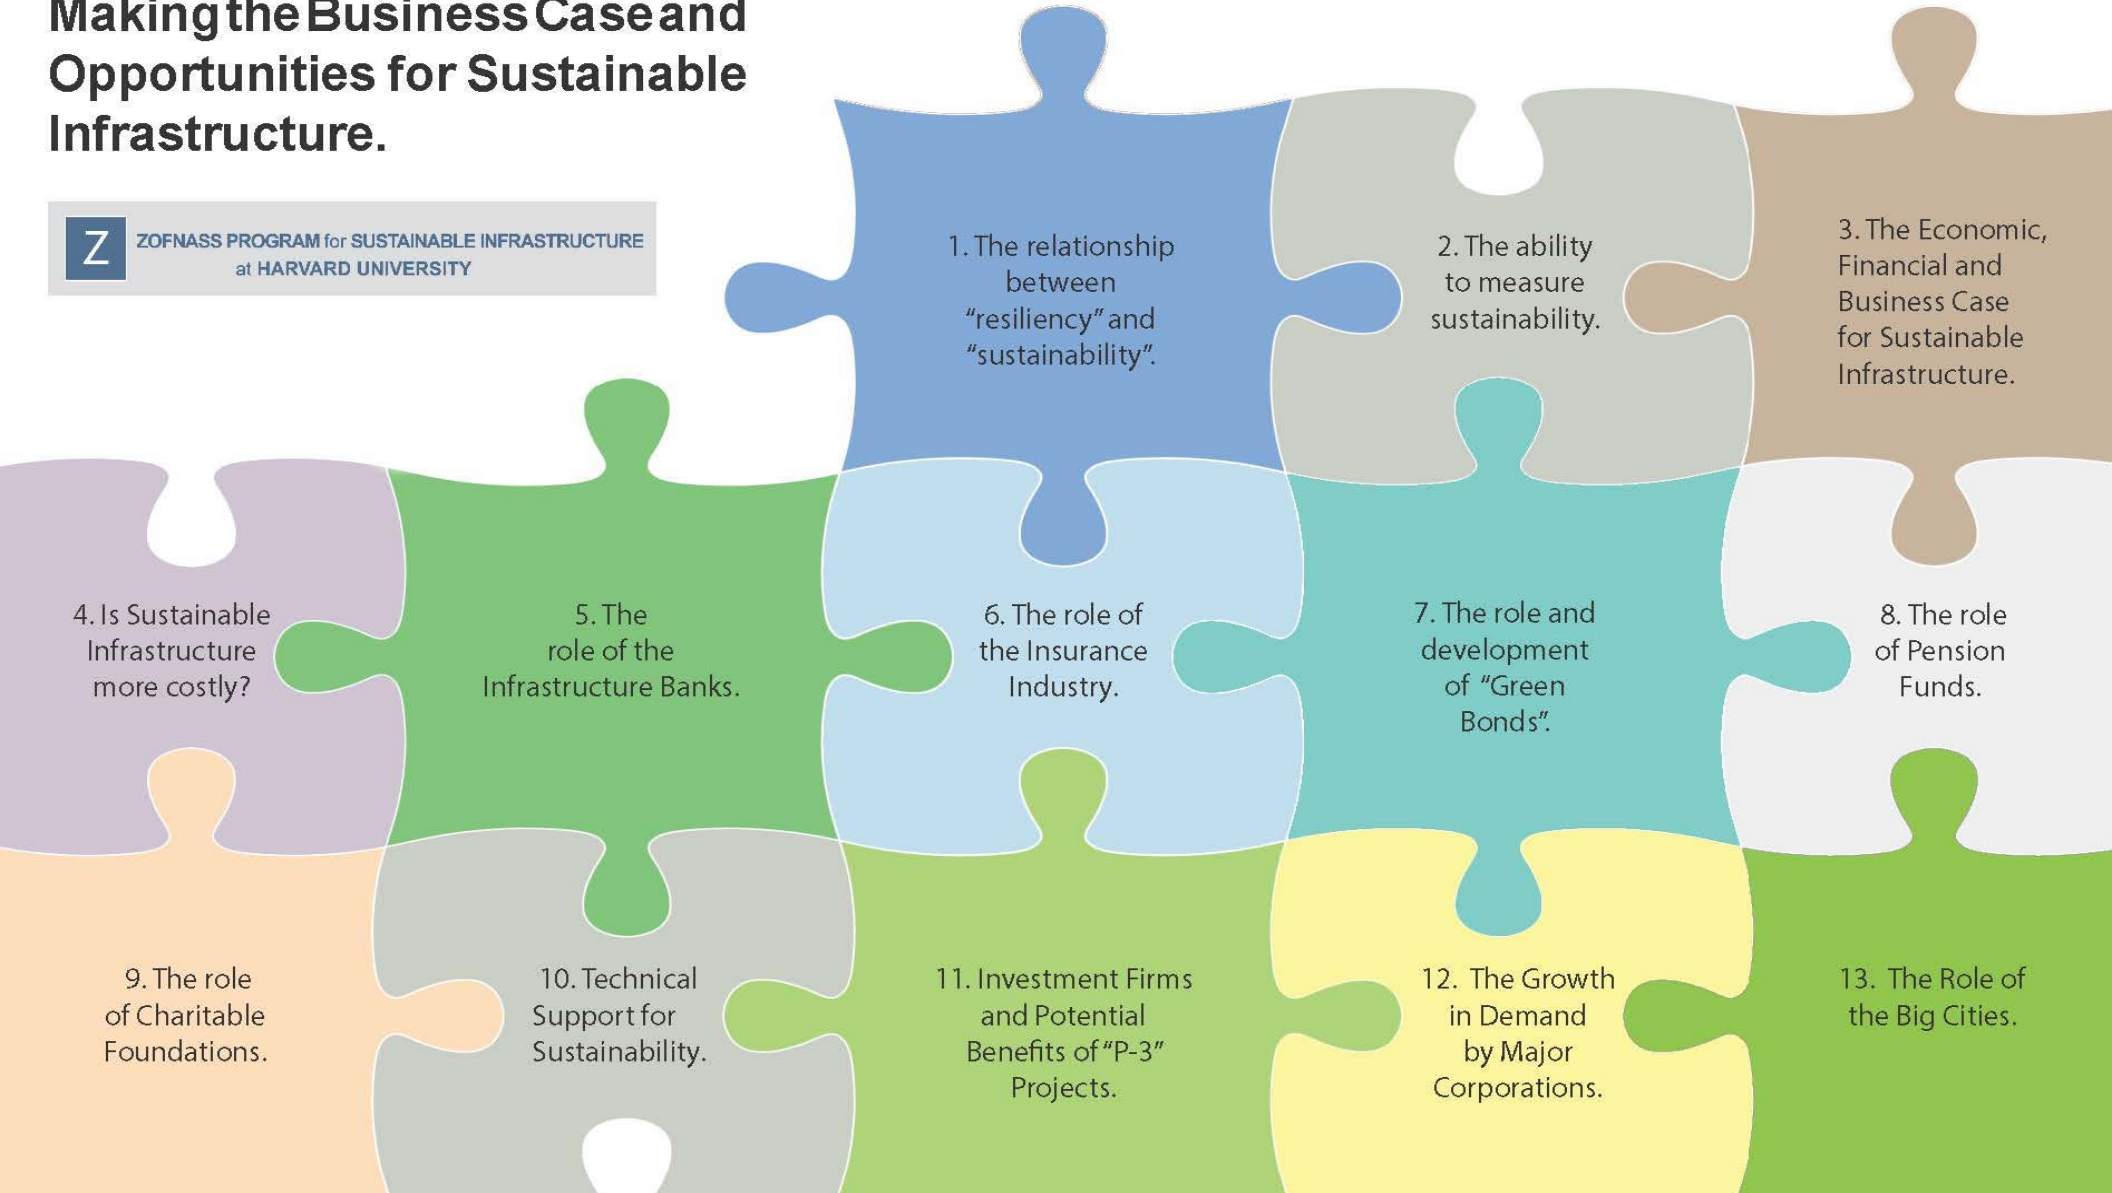 Making the Business Case and
Opportunities for Sustainable
Infrastructure.
Z
ZOFNASS PROGRAM for SUSTAINABLE INFRASTRUCTURE
at HARVARD UNIVERSITY
1. The relationship
between
“resiliency” and
“sustainability”.
2. The ability
to measure
sustainability.
3. The Economic,
Financial and
Business Case
for Sustainable
Infrastructure.
4. Is Sustainable
Infrastructure
more costly?
5. The
role of the
Infrastructure Banks.
6. The role of
the Insurance
Industry.
7. The role and
development
of “Green
Bonds”.
8. The role
of Pension
Funds.
9. The role
of Charitable
Foundations.
10. Technical
Support for
Sustainability.
11. Investment Firms
and Potential
Benefits of “P-3”
Projects.
12. The Growth
in Demand
by Major
Corporations.
13. The Role of
the Big Cities.